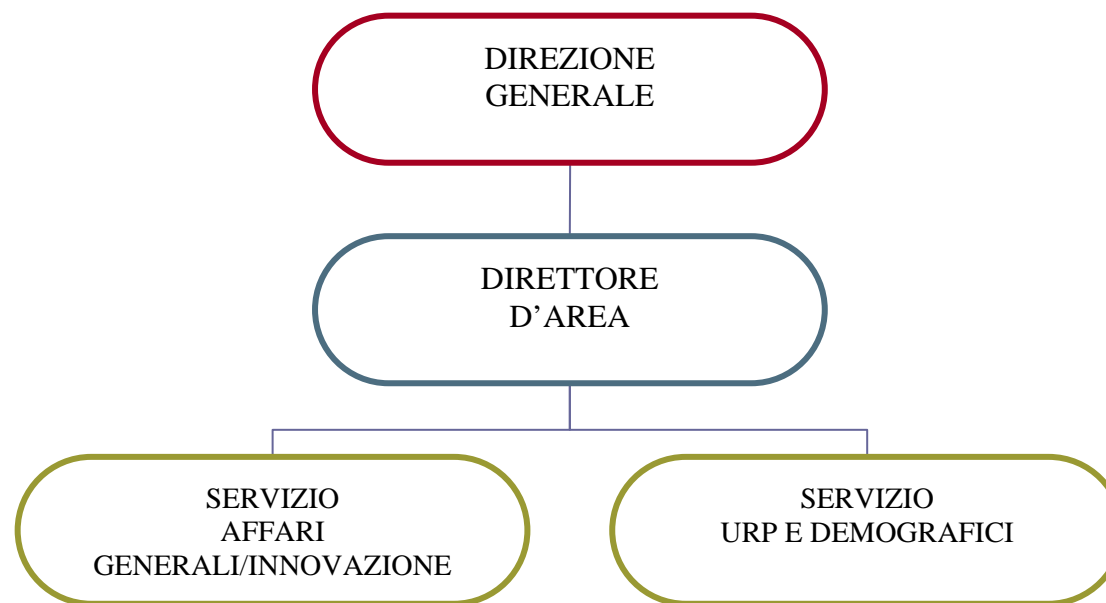 DIREZIONE
GENERALE
DIRETTORE
D’AREA
SERVIZIO
AFFARI
GENERALI/INNOVAZIONE
SERVIZIO
URP E DEMOGRAFICI